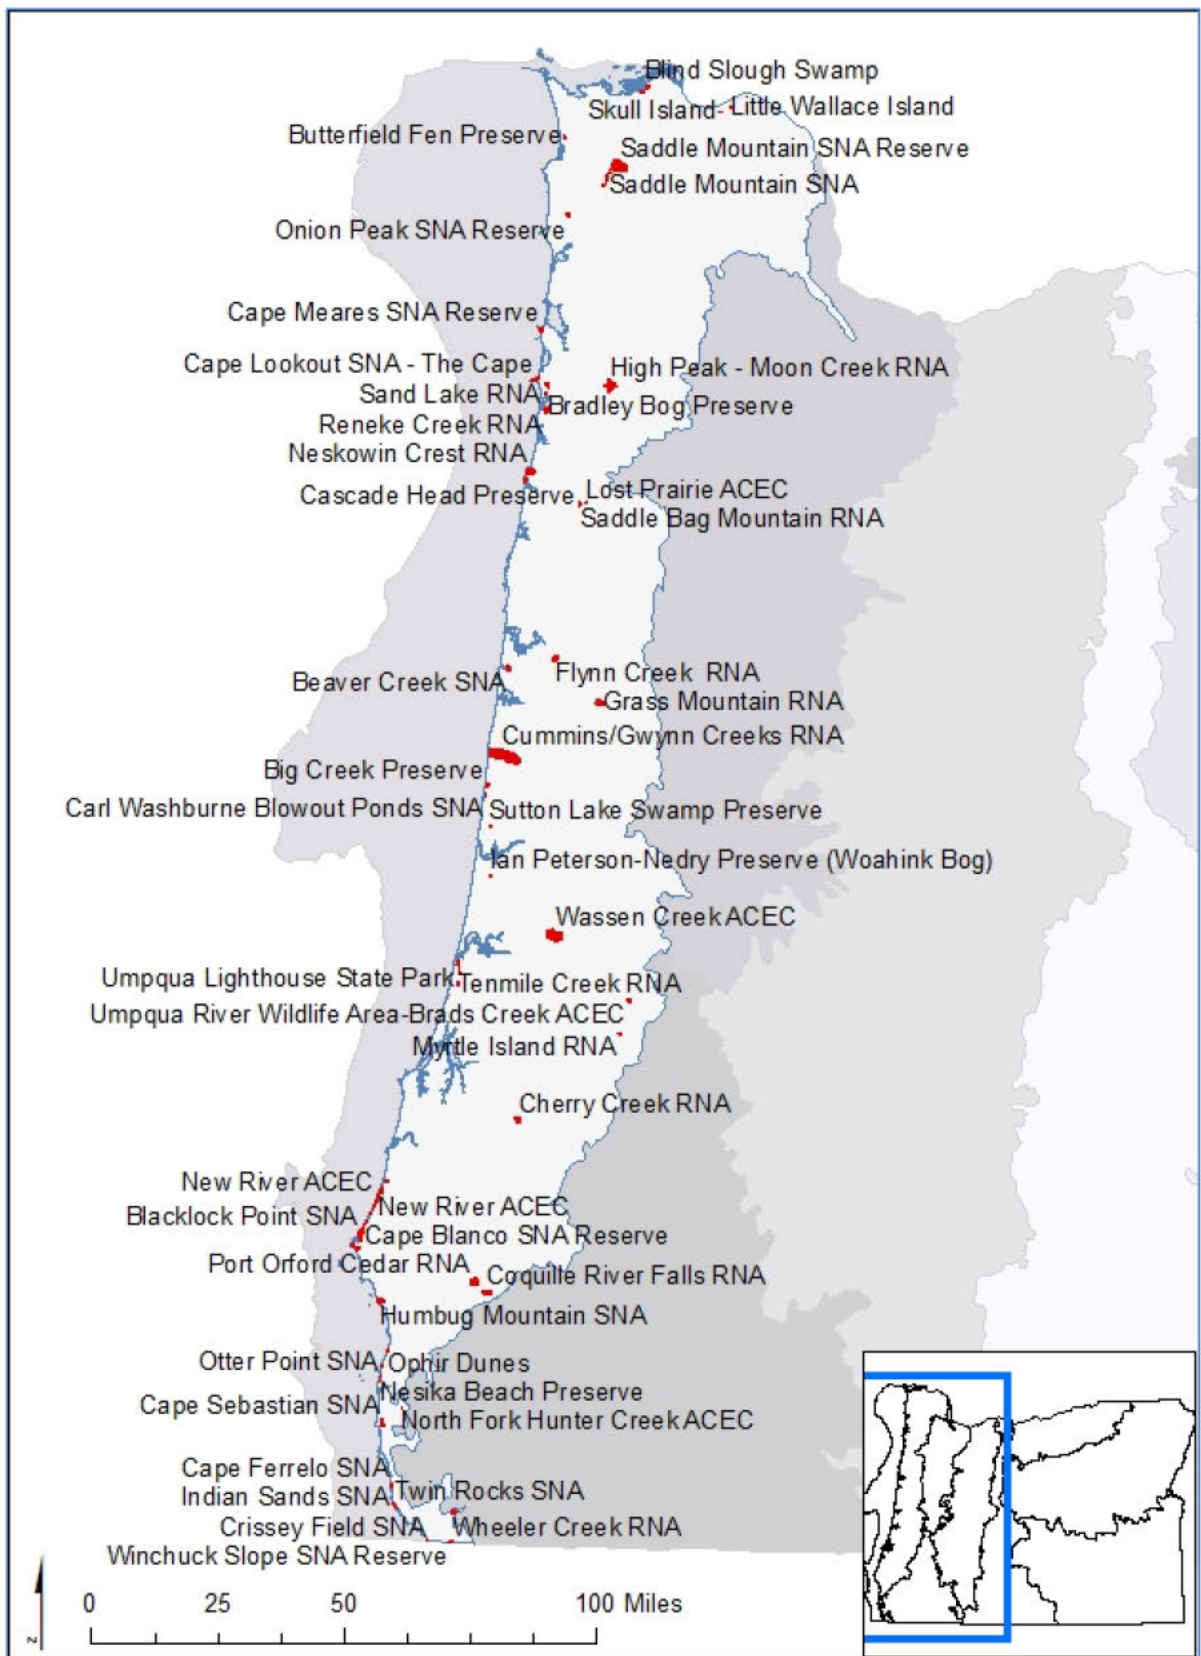 Blind Slough Swamp
Skull Island
Little Wallace Island
Butterfield Fen Preserve
Saddle Mountain SNA Reserve
Saddle Mountain SNA
Onion Peak SNA Reserve
Cape Meares SNA Reserve
Cape Lookout SNA - The Cape
High Peak - Moon Creek RNA
Sand Lake RNA
Bradley Bog Preserve
Reneke Creek RNA
Neskowin Crest RNA
Cascade Head Preserve
Lost Prairie ACEC
Saddle Bag Mountain RNA
Beaver Creek SNA
Flynn Creek RNA
Grass Mountain RNA
Cummins/Gwynn Creeks RNA
Big Creek Preserve
Carl Washburne Blowout Ponds SNA
Sutton Lake Swamp Preserve
Ian Peterson-Nedry Preserve (Woahink Bog)
Wassen Creek ACEC
Umpqua Lighthouse State Park
Tenmile Creek RNA
Umpqua River Wildlife Area-Brads Creek ACEC
Myrtle Island RNA
Cherry Creek RNA
New River ACEC
New River ACEC
Blacklock Point SNA
Cape Blanco SNA Reserve
Port Orford Cedar RNA
Coquille River Falls RNA
Humbug Mountain SNA
Otter Point SNA
Ophir Dunes
Nesika Beach Preserve
Cape Sebastian SNA
North Fork Hunter Creek ACEC
Cape Ferrelo SNA
Twin Rocks SNA
Indian Sands SNA
Crissey Field SNA
Wheeler Creek RNA
Winchuck Slope SNA Reserve
0 25 50 100 Miles
N